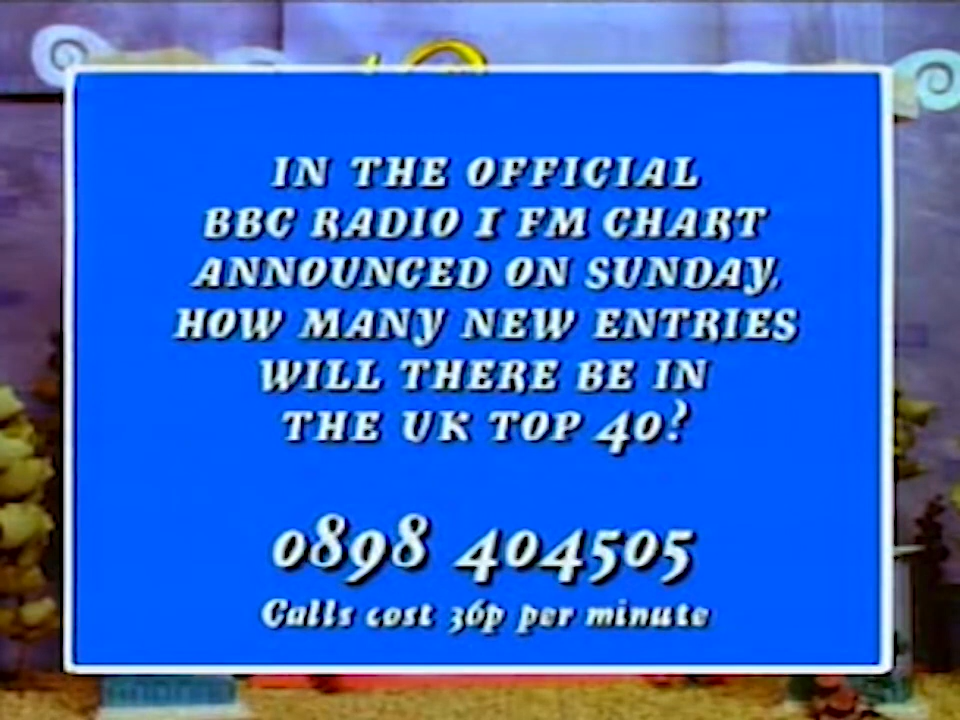 IN THE OFFICIAL
BBC RADIO 1 FM CHART
ANNOUNCED ON SUNDAY,
HOW MANY NEW ENTRIES
WILL THERE BE IN
THE UK TOP 40?
0898 404505
Calls cost 36p per minute